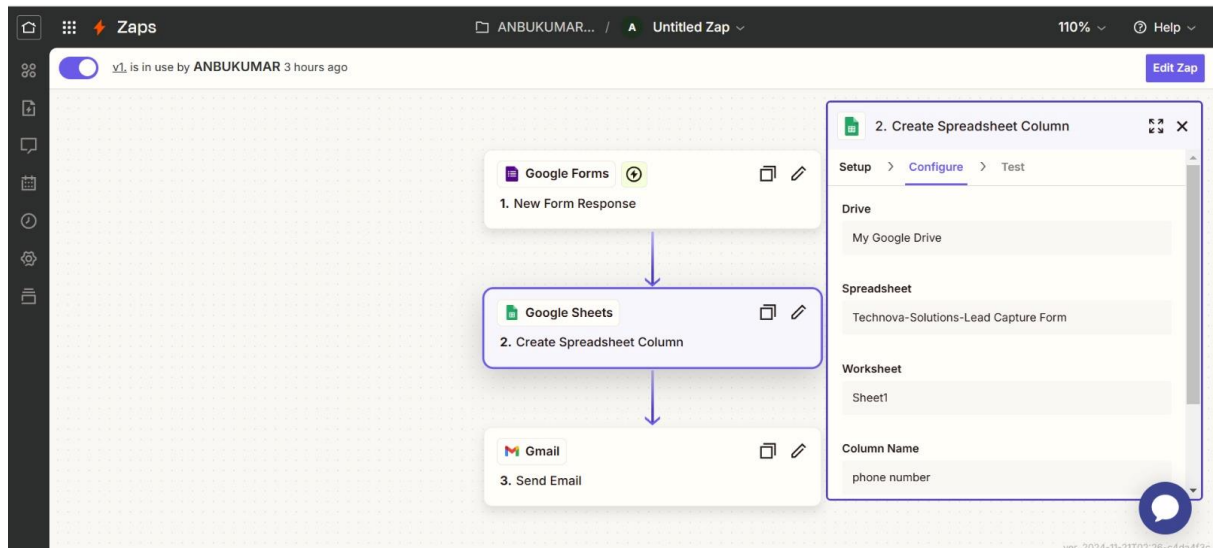 Zaps
ANBUKUMAR... / A Untitled Zap
110%
Help
v1. is in use by ANBUKUMAR 3 hours ago
Edit Zap
Google Forms
1. New Form Response
Google Sheets
2. Create Spreadsheet Column
Gmail
3. Send Email
2. Create Spreadsheet Column
Setup > Configure > Test
Drive
My Google Drive
Spreadsheet
Technova-Solutions-Lead Capture Form
Worksheet
Sheet1
Column Name
phone number